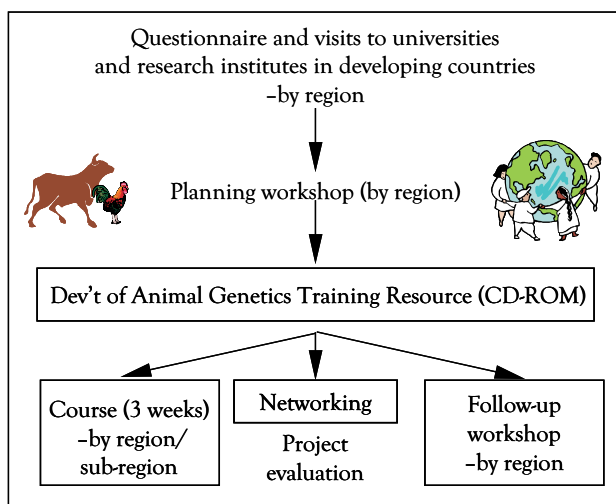 Questionnaire and visits to universities
and research institutes in developing countries
–by region
Planning workshop (by region)
Dev't of Animal Genetics Training Resource (CD-ROM)
Course (3 weeks)
–by region/
sub-region
Networking
Project
evaluation
Follow-up
workshop
–by region